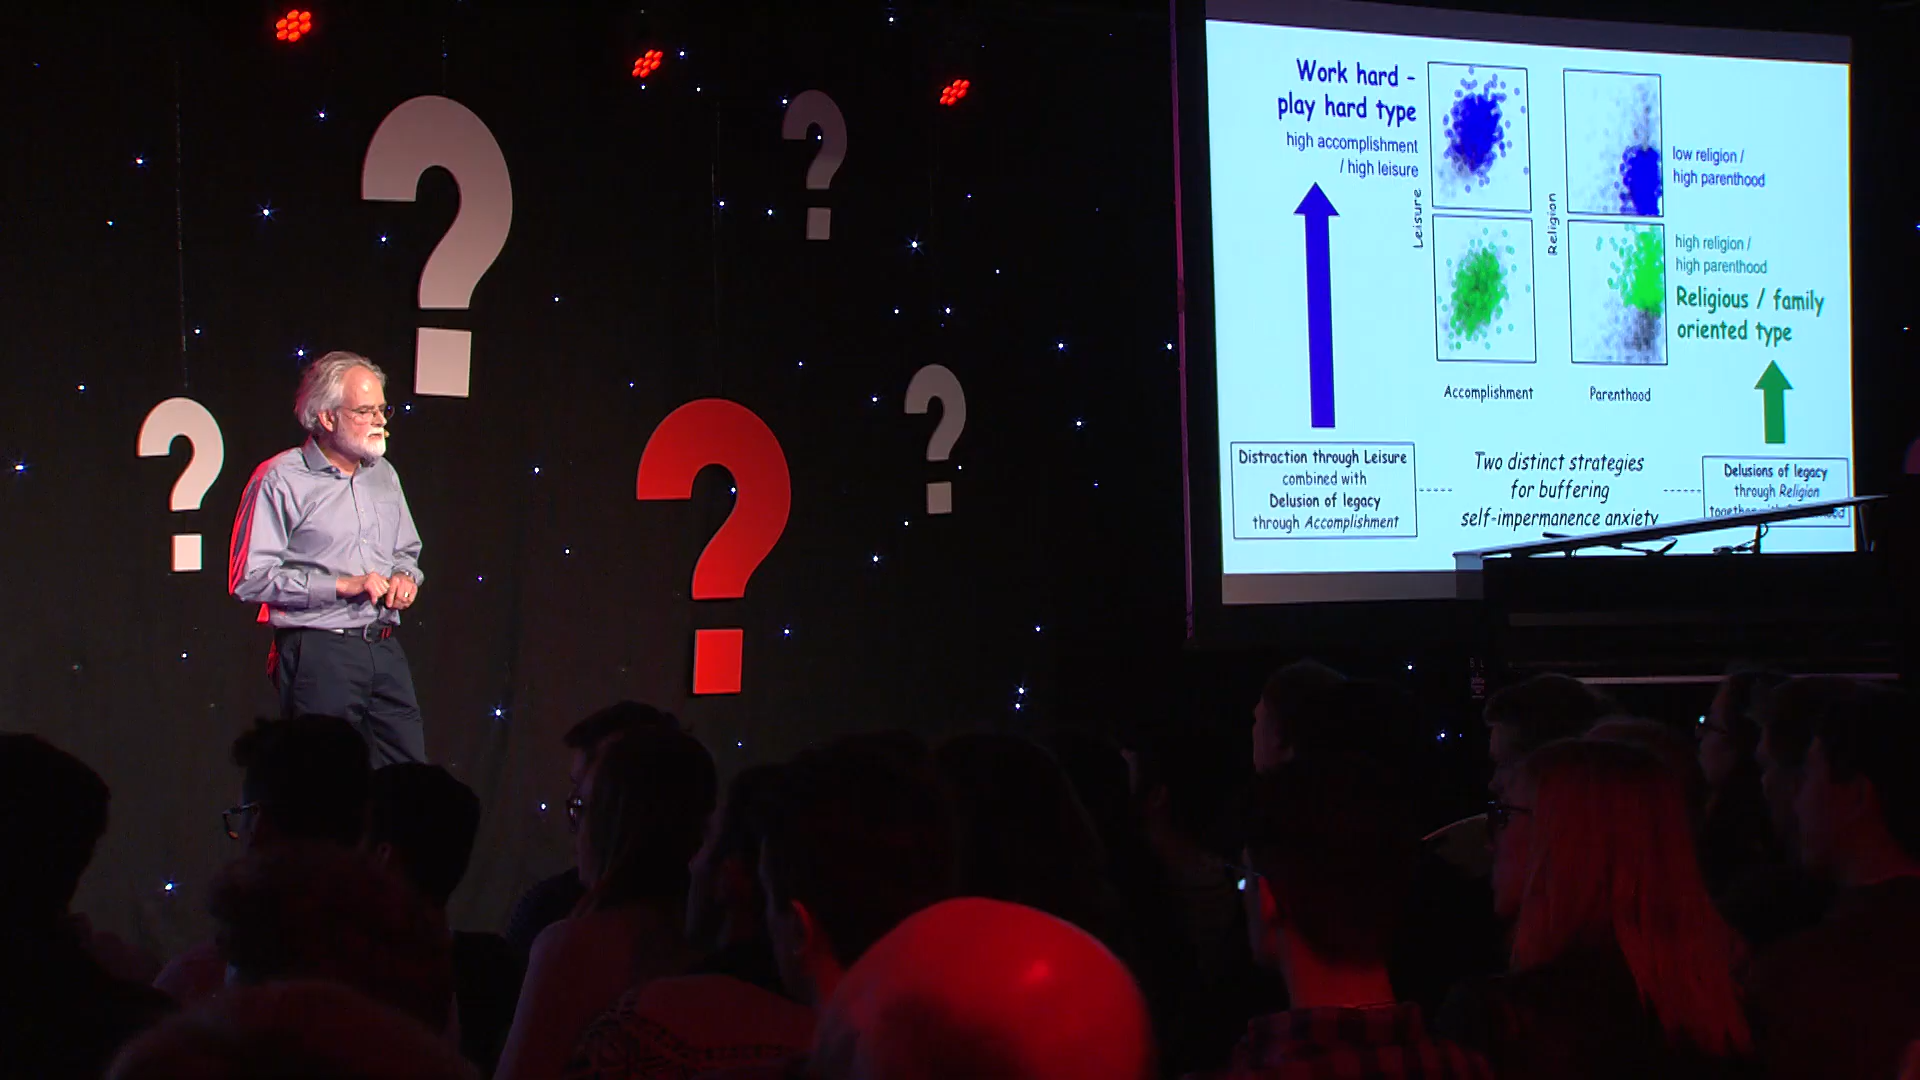 Work hard -
play hard type
high accomplishment
/ high leisure
Leisure
Religion
low religion /
high parenthood
high religion /
high parenthood
Religious / family
oriented type
Accomplishment
Parenthood
Distraction through Leisure
combined with
Delusion of legacy
through Accomplishment
Two distinct strategies
for buffering
self-impermanence anxiety
Delusions of legacy
through Religion
together
?
?
?
?
?